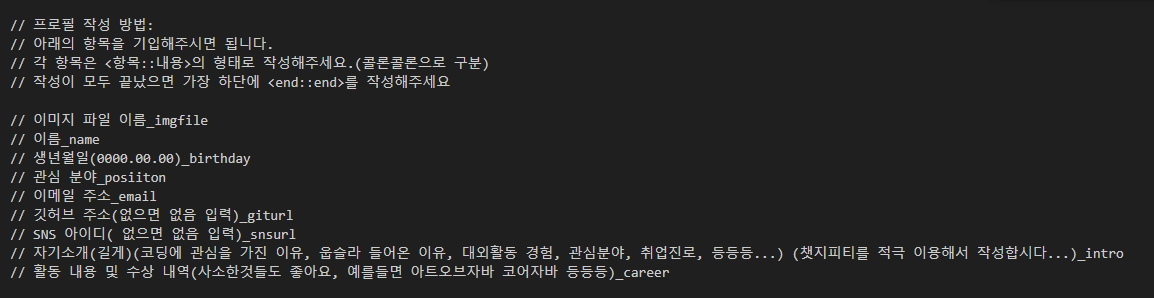 // 프로필 작성 방법:
// 아래의 항목을 기입해주시면 됩니다.
// 각 항목은 <항목::내용>의 형태로 작성해주세요.(콜론콜론으로 구분)
// 작성이 모두 끝났으면 가장 하단에 <end::end>를 작성해주세요
// 이미지 파일 이름_imgfile
// 이름_name
// 생년월일(0000.00.00)_birthday
// 관심 분야_posiiton
// 이메일 주소_email
// 깃허브 주소(없으면 없음 입력)_giturl
// SNS 아이디( 없으면 없음 입력)_snsurl
// 자기소개(길게)(코딩에 관심을 가진 이유, 웁슬라 들어온 이유, 대외활동 경험, 관심분야, 취업진로, 등등등...) (챗지피티를 적극 이용해서 작성합시다...)_intro
// 활동 내용 및 수상 내역(사소한것들도 좋아요, 예를들면 아트오브자바 코어자바 등등등)_career